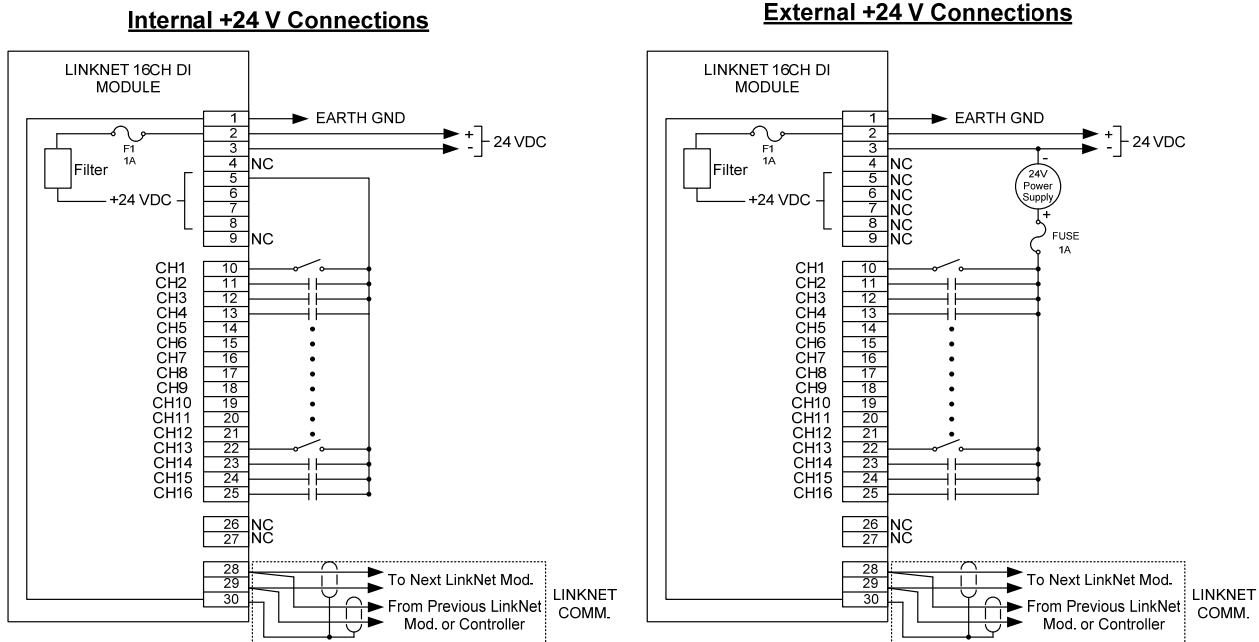 Internal +24 V Connections
LINKNET 16CH DI
MODULE
1 EARTH GND
2 +
3 -
24 VDC
F1
1A
Filter
+24 VDC
4 NC
5
6
7
8
9 NC
CH1 10
CH2 11
CH3 12
CH4 13
CH5 14
CH6 15
CH7 16
CH8 17
CH9 18
CH10 19
CH11 20
CH12 21
CH13 22
CH14 23
CH15 24
CH16 25
26 NC
27 NC
28
29
30
To Next LinkNet Mod.
From Previous LinkNet
Mod. or Controller
LINKNET
COMM.
External +24 V Connections
LINKNET 16CH DI
MODULE
1 EARTH GND
2 +
3 -
24 VDC
F1
1A
Filter
+24 VDC
4 NC
5 NC
6 NC
7 NC
8 NC
9 NC
-
24V
Power
Supply
+
FUSE
1A
CH1 10
CH2 11
CH3 12
CH4 13
CH5 14
CH6 15
CH7 16
CH8 17
CH9 18
CH10 19
CH11 20
CH12 21
CH13 22
CH14 23
CH15 24
CH16 25
26 NC
27 NC
28
29
30
To Next LinkNet Mod.
From Previous LinkNet
Mod. or Controller
LINKNET
COMM.